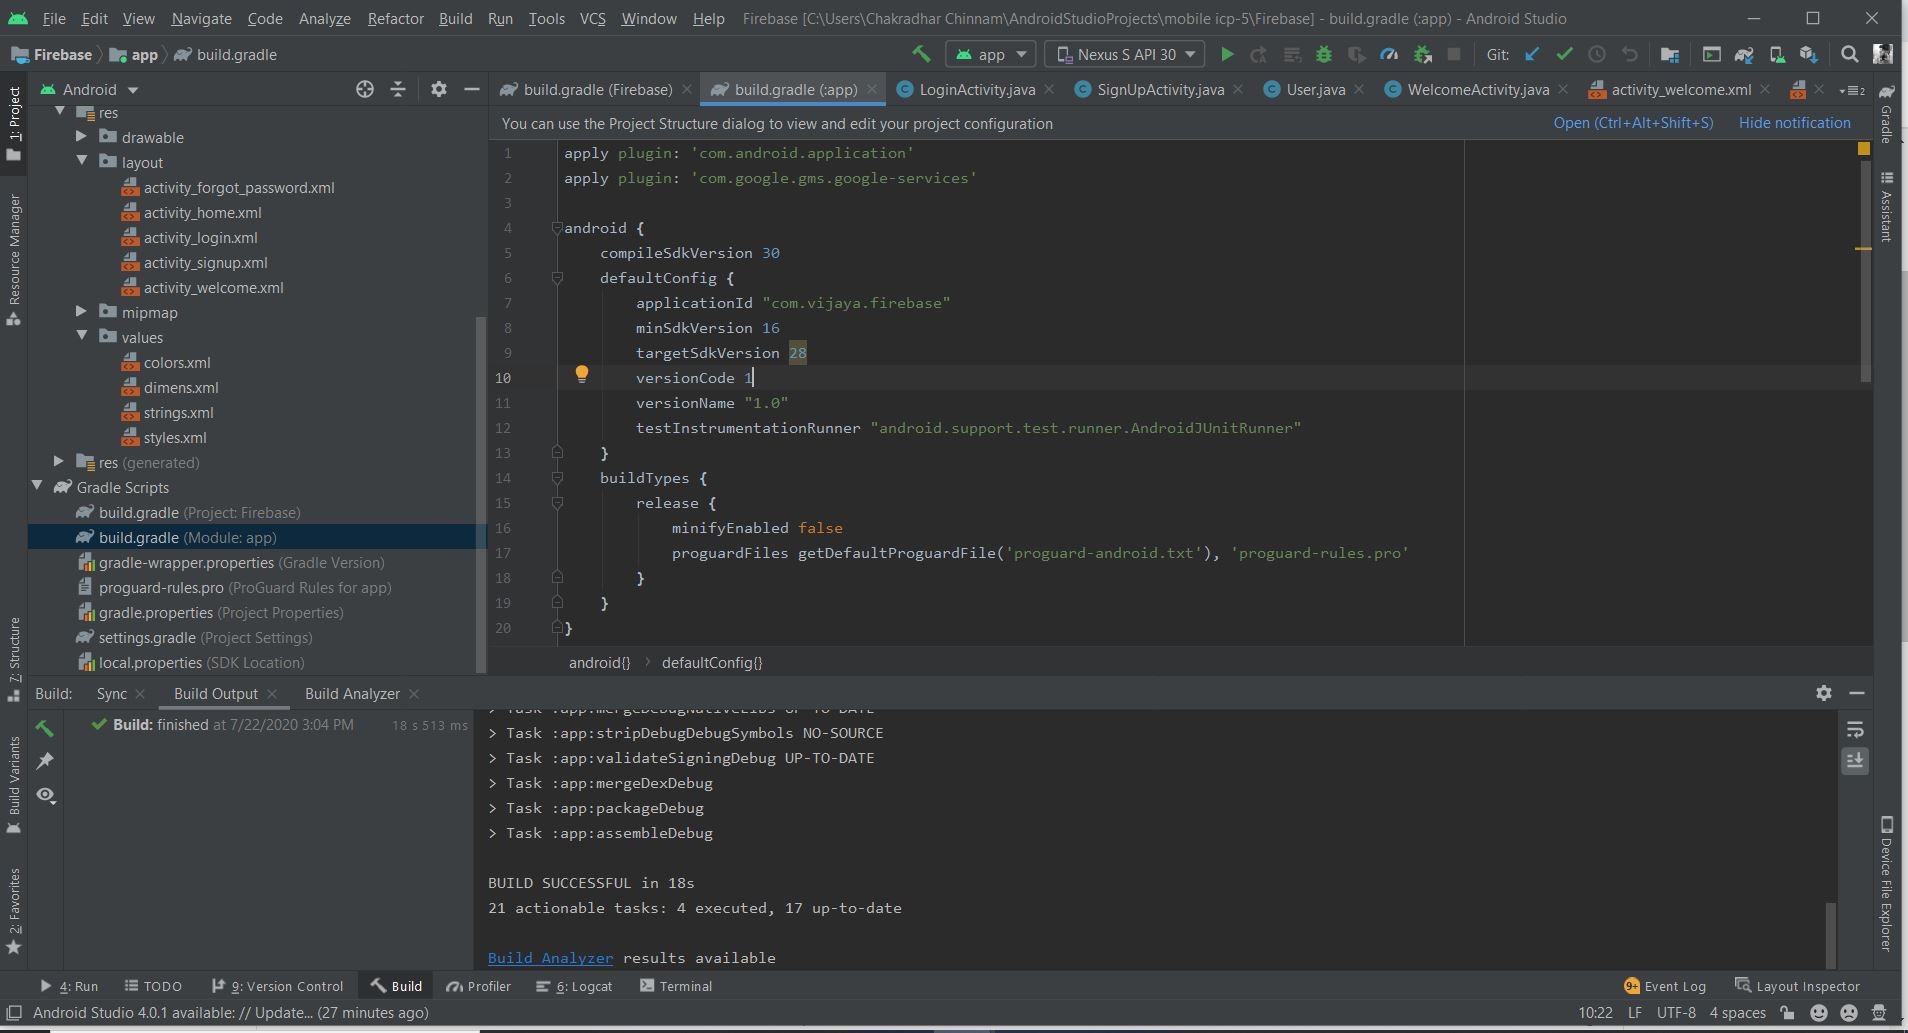 File Edit View Navigate Code Analyze Refactor Build Run Tools VCS Window Help Firebase [C:\Users\Chakradhar Chinnam\AndroidStudioProjects\mobile icp-5\Firebase] - build.gradle (:app) - Android Studio
Firebase app build.gradle app Nexus S API 30 Git:
Android
build.gradle (Firebase) build.gradle (:app) LoginActivity.java SignUpActivity.java User.java WelcomeActivity.java activity_welcome.xml 2
You can use the Project Structure dialog to view and edit your project configuration Open (Ctrl+Alt+Shift+S) Hide notification
1: Project
Resource Manager
7: Structure
Build Variants
2: Favorites
res
drawable
layout
activity_forgot_password.xml
activity_home.xml
activity_login.xml
activity_signup.xml
activity_welcome.xml
mipmap
values
colors.xml
dimens.xml
strings.xml
styles.xml
res (generated)
Gradle Scripts
build.gradle (Project: Firebase)
build.gradle (Module: app)
gradle-wrapper.properties (Gradle Version)
proguard-rules.pro (ProGuard Rules for app)
gradle.properties (Project Properties)
settings.gradle (Project Settings)
local.properties (SDK Location)
1 apply plugin: 'com.android.application'
2 apply plugin: 'com.google.gms.google-services'
3
4 android {
5 compileSdkVersion 30
6 defaultConfig {
7 applicationId "com.vijaya.firebase"
8 minSdkVersion 16
9 targetSdkVersion 28
10 versionCode 1
11 versionName "1.0"
12 testInstrumentationRunner "android.support.test.runner.AndroidJUnitRunner"
13 }
14 buildTypes {
15 release {
16 minifyEnabled false
17 proguardFiles getDefaultProguardFile('proguard-android.txt'), 'proguard-rules.pro'
18 }
19 }
20 }
android{} › defaultConfig{}
Gradle
Assistant
Device File Explorer
Build: Sync Build Output Build Analyzer
Build: finished at 7/22/2020 3:04 PM 18 s 513 ms
> Task :app:mergeDebugNativeLibs UP-TO-DATE
> Task :app:stripDebugDebugSymbols NO-SOURCE
> Task :app:validateSigningDebug UP-TO-DATE
> Task :app:mergeDexDebug
> Task :app:packageDebug
> Task :app:assembleDebug
BUILD SUCCESSFUL in 18s
21 actionable tasks: 4 executed, 17 up-to-date
Build Analyzer results available
4: Run TODO 9: Version Control Build Profiler 6: Logcat Terminal 9+ Event Log Layout Inspector
Android Studio 4.0.1 available: // Update... (27 minutes ago) 10:22 LF UTF-8 4 spaces